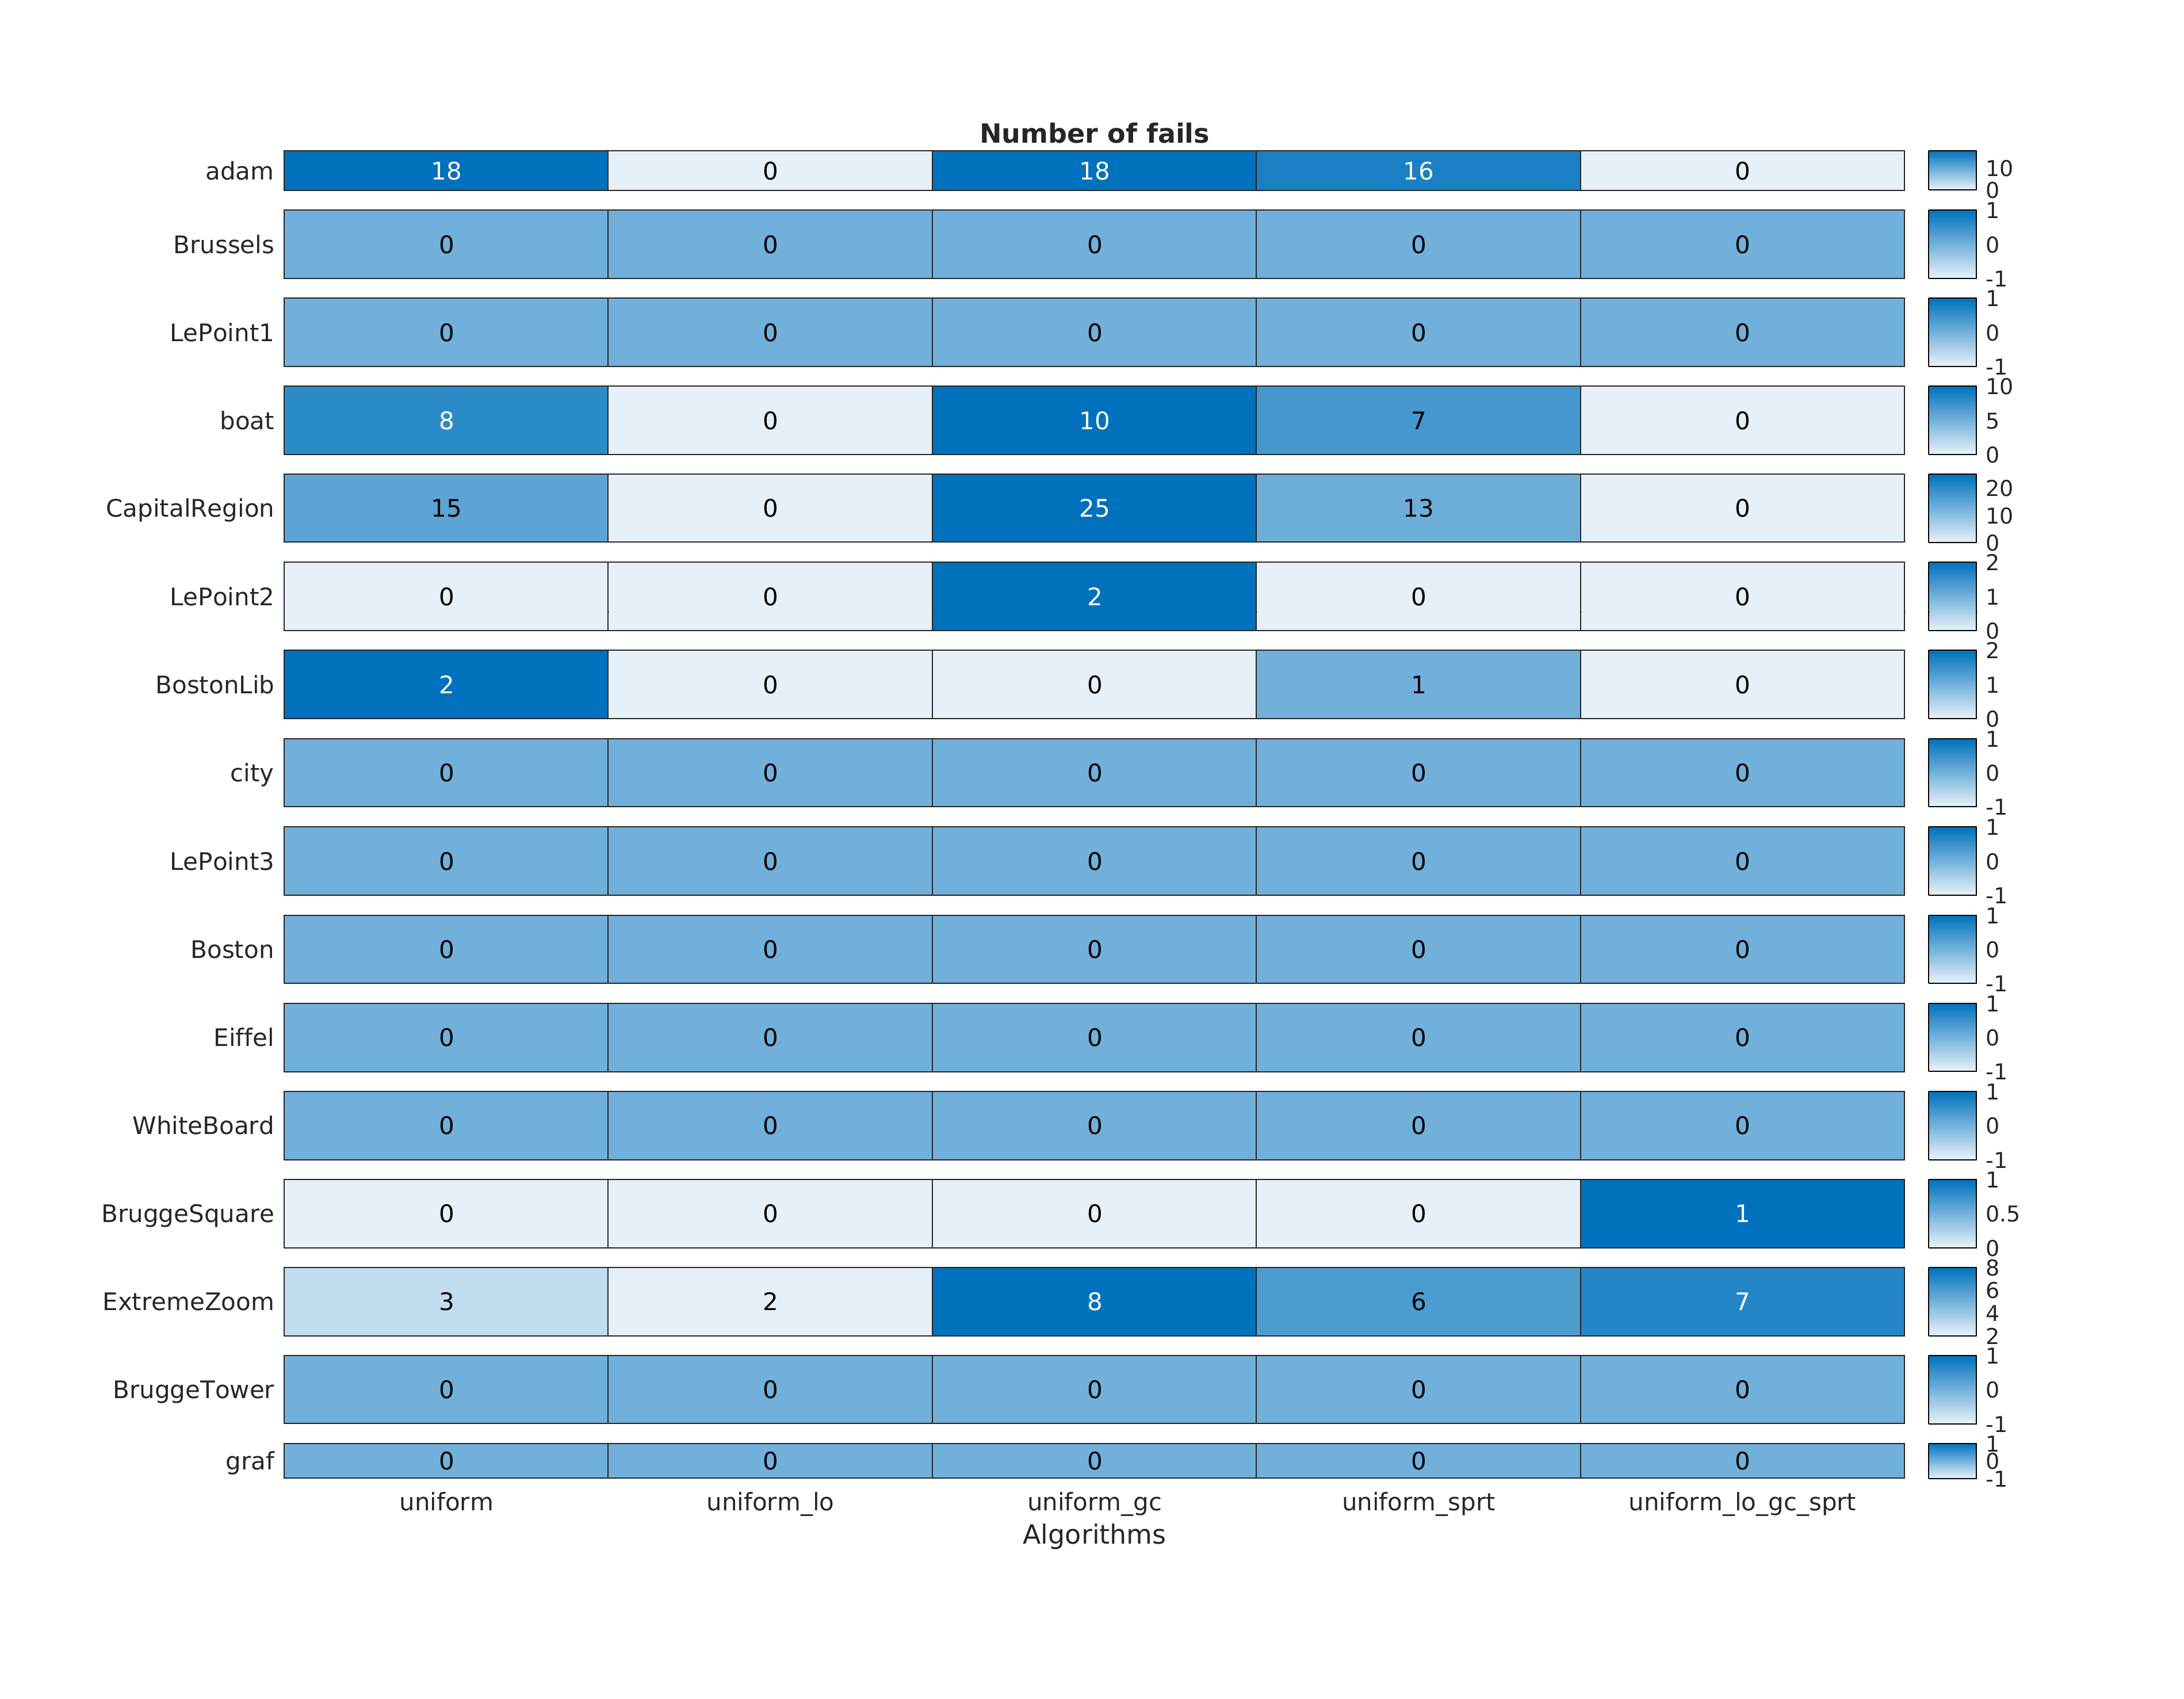 Number of fails
adam 18 0 18 16 0 10 0
Brussels 0 0 0 0 0 1 0 -1
LePoint1 0 0 0 0 0 1 0 -1
boat 8 0 10 7 0 10 5 0
CapitalRegion 15 0 25 13 0 20 10 0
LePoint2 0 0 2 0 0 2 1 0
BostonLib 2 0 0 1 0 2 1 0
city 0 0 0 0 0 1 0 -1
LePoint3 0 0 0 0 0 1 0 -1
Boston 0 0 0 0 0 1 0 -1
Eiffel 0 0 0 0 0 1 0 -1
WhiteBoard 0 0 0 0 0 1 0 -1
BruggeSquare 0 0 0 0 1 1 0.5 0
ExtremeZoom 3 2 8 6 7 8 6 4 2
BruggeTower 0 0 0 0 0 1 0 -1
graf 0 0 0 0 0 1 0 -1
uniform uniform_lo uniform_gc uniform_sprt uniform_lo_gc_sprt
Algorithms